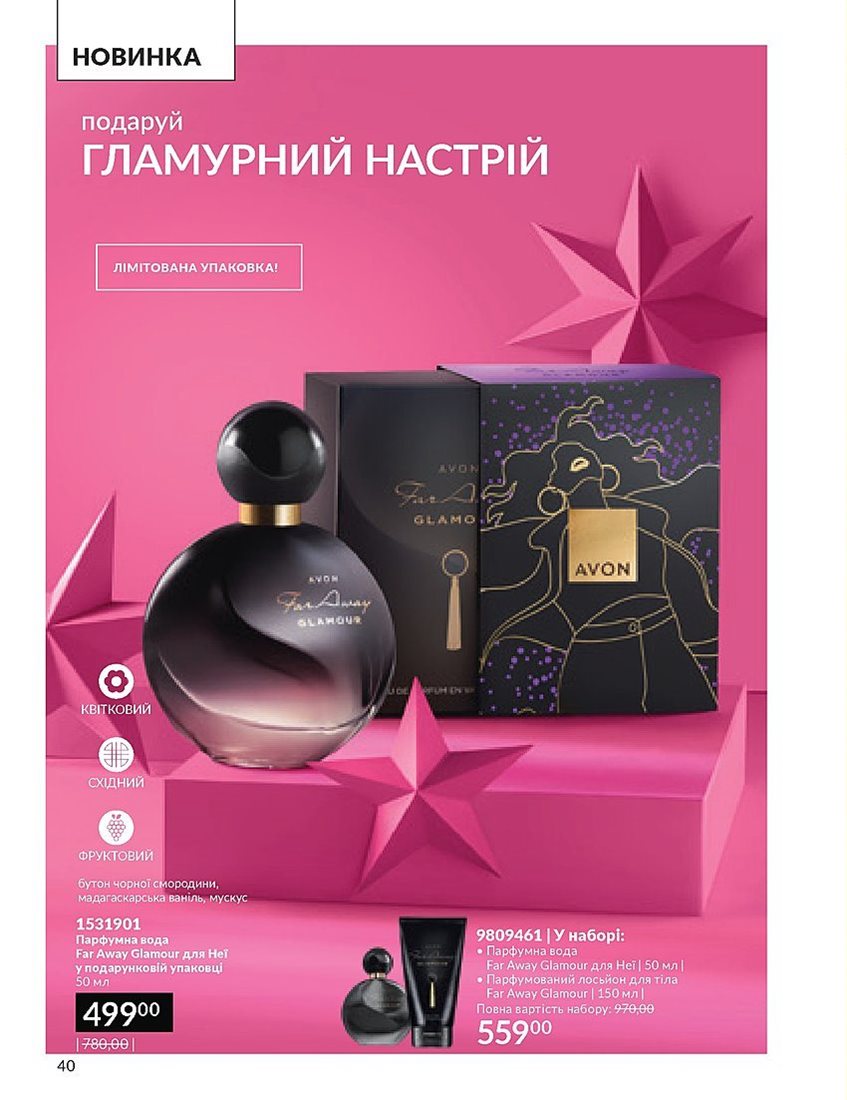 НОВИНКА
подаруй
ГЛАМУРНИЙ НАСТРІЙ
ЛІМІТОВАНА УПАКОВКА!
AVON
Far Away
GLAMOUR
AVON
AVON
Far Away
GLAMOUR
КВІТКОВИЙ
СХІДНИЙ
ФРУКТОВИЙ
бутон чорної смородини,
мадагаскарська ваніль, мускус
1531901
Парфумна вода
Far Away Glamour для Неї
у подарунковій упаковці
50 мл
49900
| 780,00 |
9809461 | У наборі:
• Парфумна вода
Far Away Glamour для Неї | 50 мл |
• Парфумований лосьйон для тіла
Far Away Glamour | 150 мл |
Повна вартість набору: 970,00
55900
40